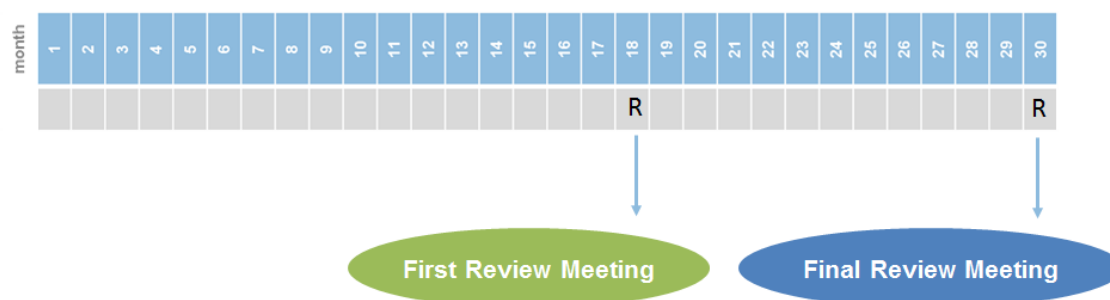 month 1 2 3 4 5 6 7 8 9 10 11 12 13 14 15 16 17 18 19 20 21 22 23 24 25 26 27 28 29 30
R R
First Review Meeting Final Review Meeting